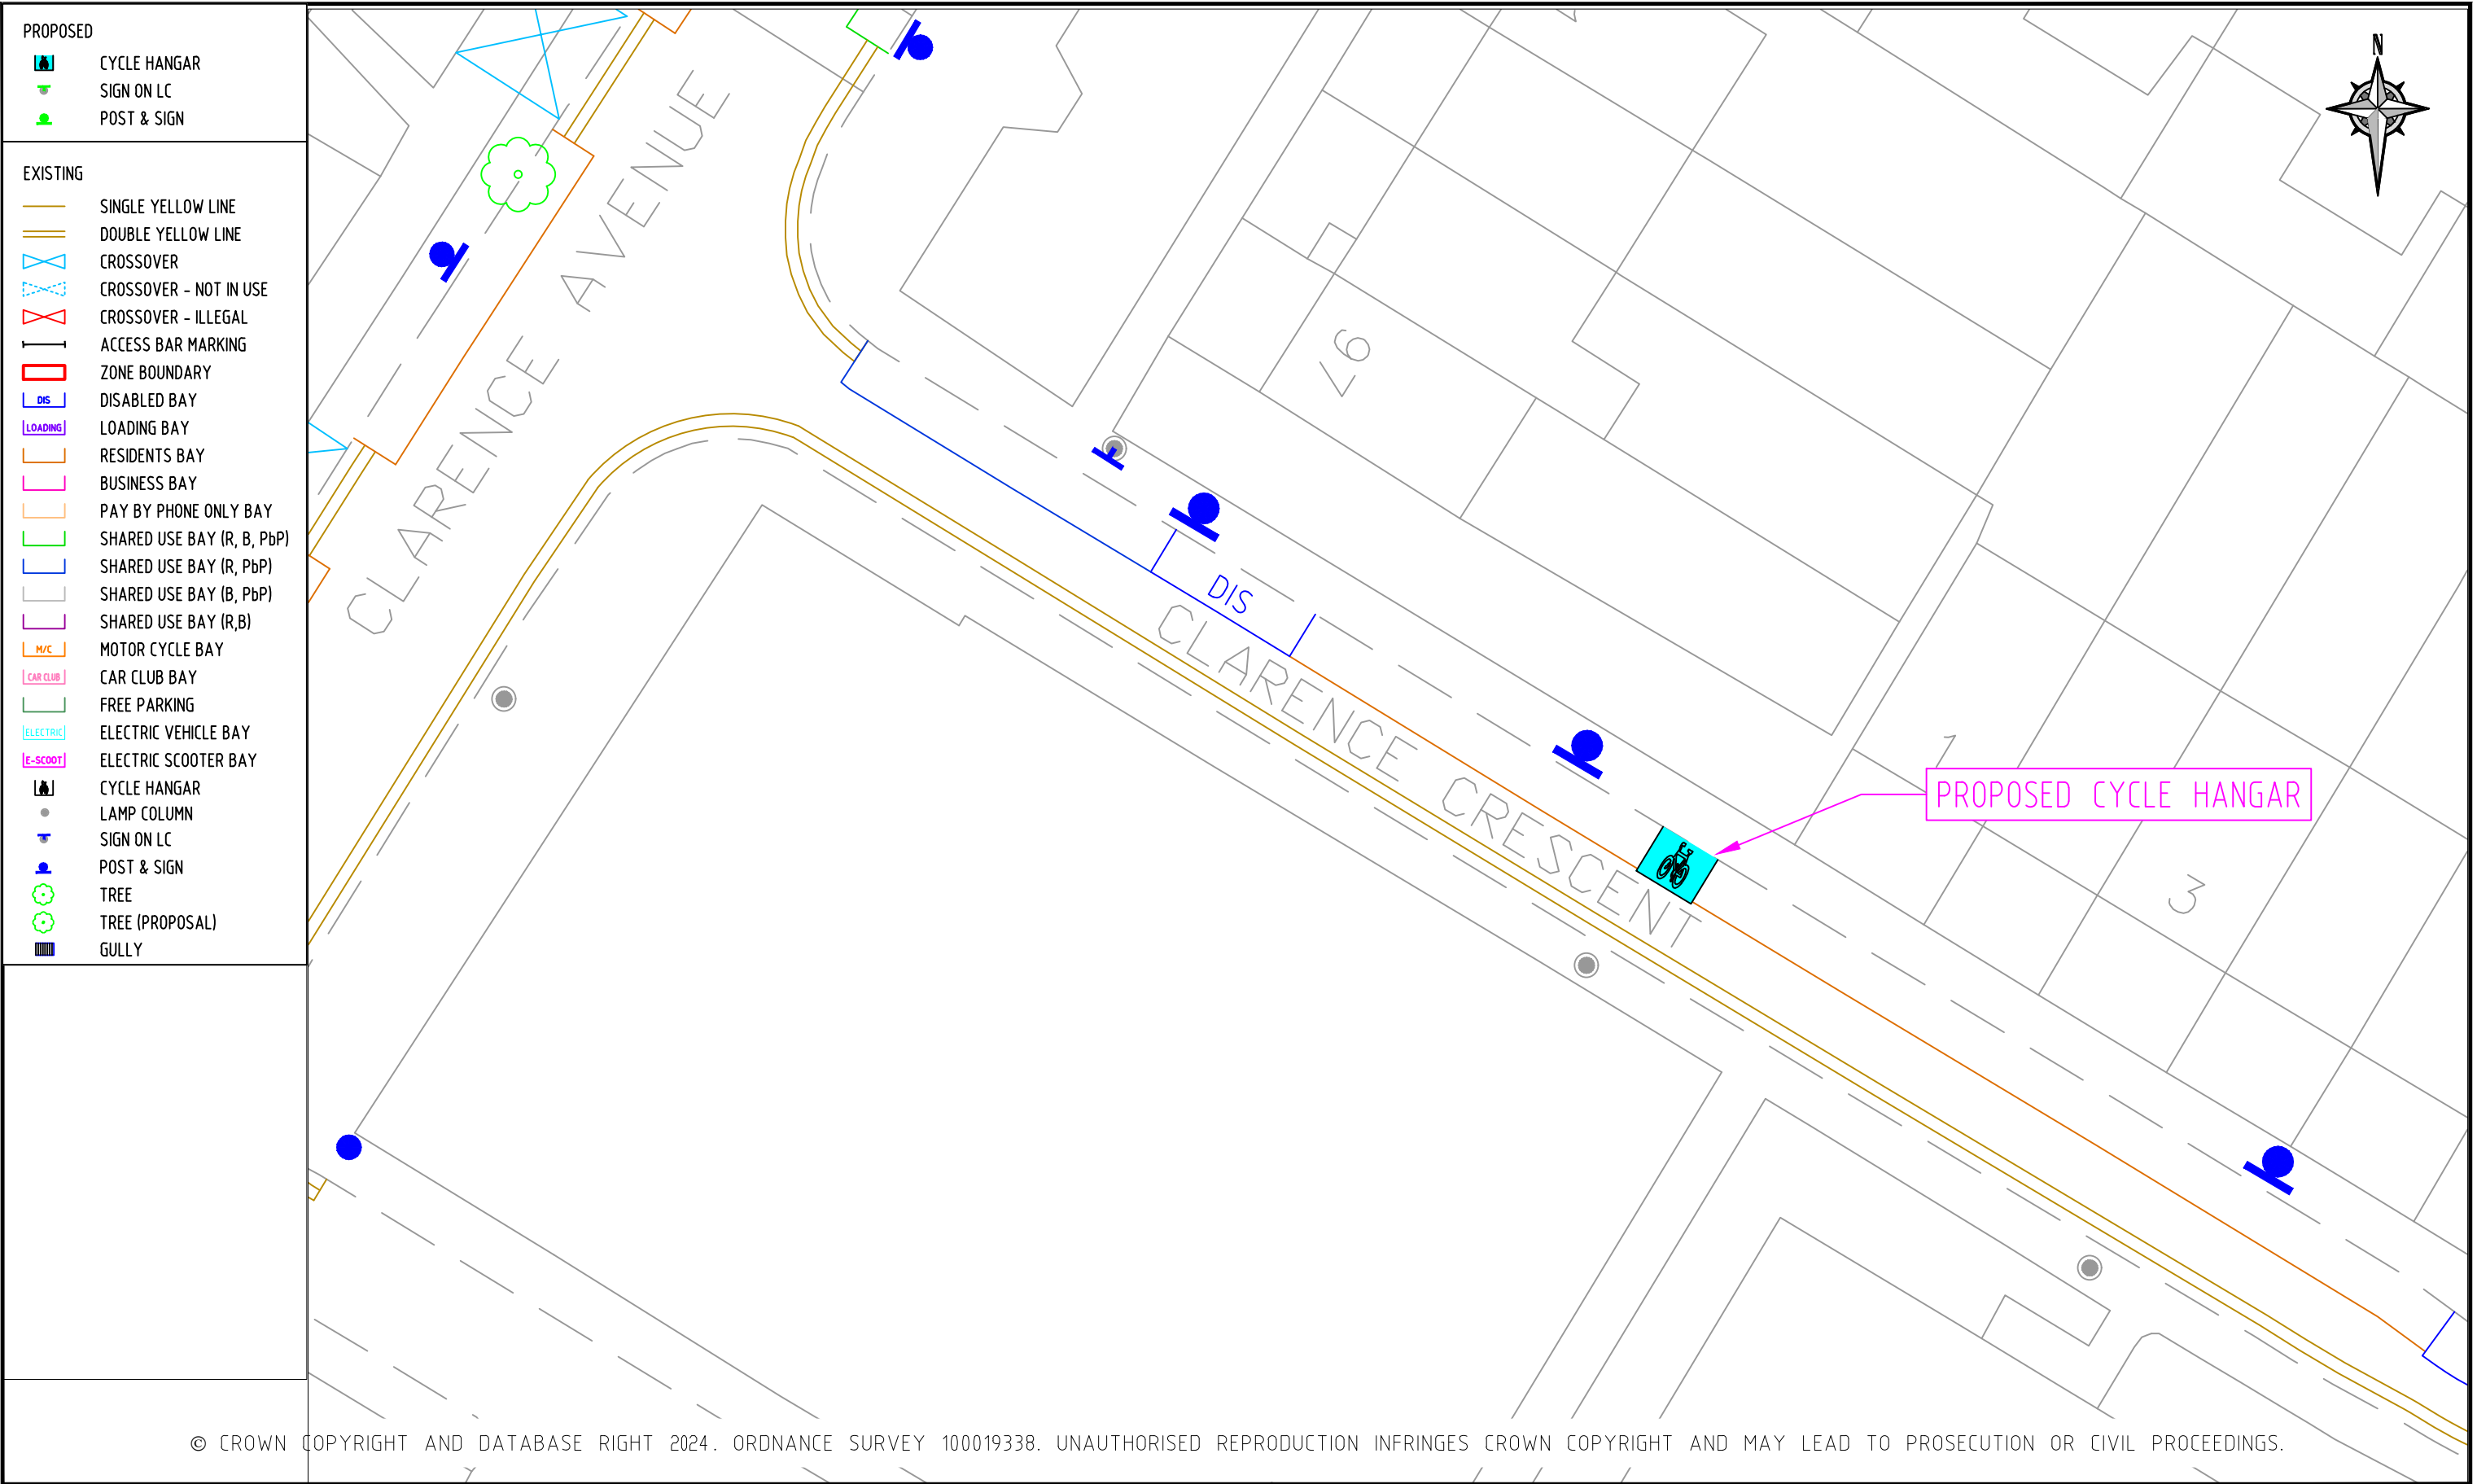 PROPOSED
CYCLE HANGAR
SIGN ON LC
POST & SIGN
EXISTING
SINGLE YELLOW LINE
DOUBLE YELLOW LINE
CROSSOVER
CROSSOVER - NOT IN USE
CROSSOVER - ILLEGAL
ACCESS BAR MARKING
ZONE BOUNDARY
DIS DISABLED BAY
LOADING LOADING BAY
RESIDENTS BAY
BUSINESS BAY
PAY BY PHONE ONLY BAY
SHARED USE BAY (R, B, PbP)
SHARED USE BAY (R, PbP)
SHARED USE BAY (B, PbP)
SHARED USE BAY (R,B)
M/C MOTOR CYCLE BAY
CAR CLUB CAR CLUB BAY
FREE PARKING
ELECTRIC ELECTRIC VEHICLE BAY
E-SCOOT ELECTRIC SCOOTER BAY
CYCLE HANGAR
LAMP COLUMN
SIGN ON LC
POST & SIGN
TREE
TREE (PROPOSAL)
GULLY
N
CLARENCE AVENUE
DIS
CLARENCE CRESCENT
1
PROPOSED CYCLE HANGAR
3
© CROWN COPYRIGHT AND DATABASE RIGHT 2024. ORDNANCE SURVEY 100019338. UNAUTHORISED REPRODUCTION INFRINGES CROWN COPYRIGHT AND MAY LEAD TO PROSECUTION OR CIVIL PROCEEDINGS.